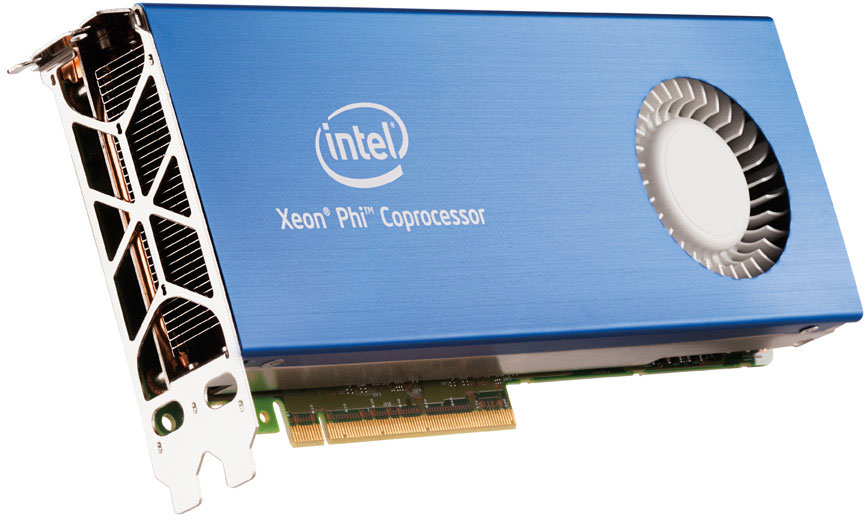 intel
Xeon® Phi™ Coprocessor